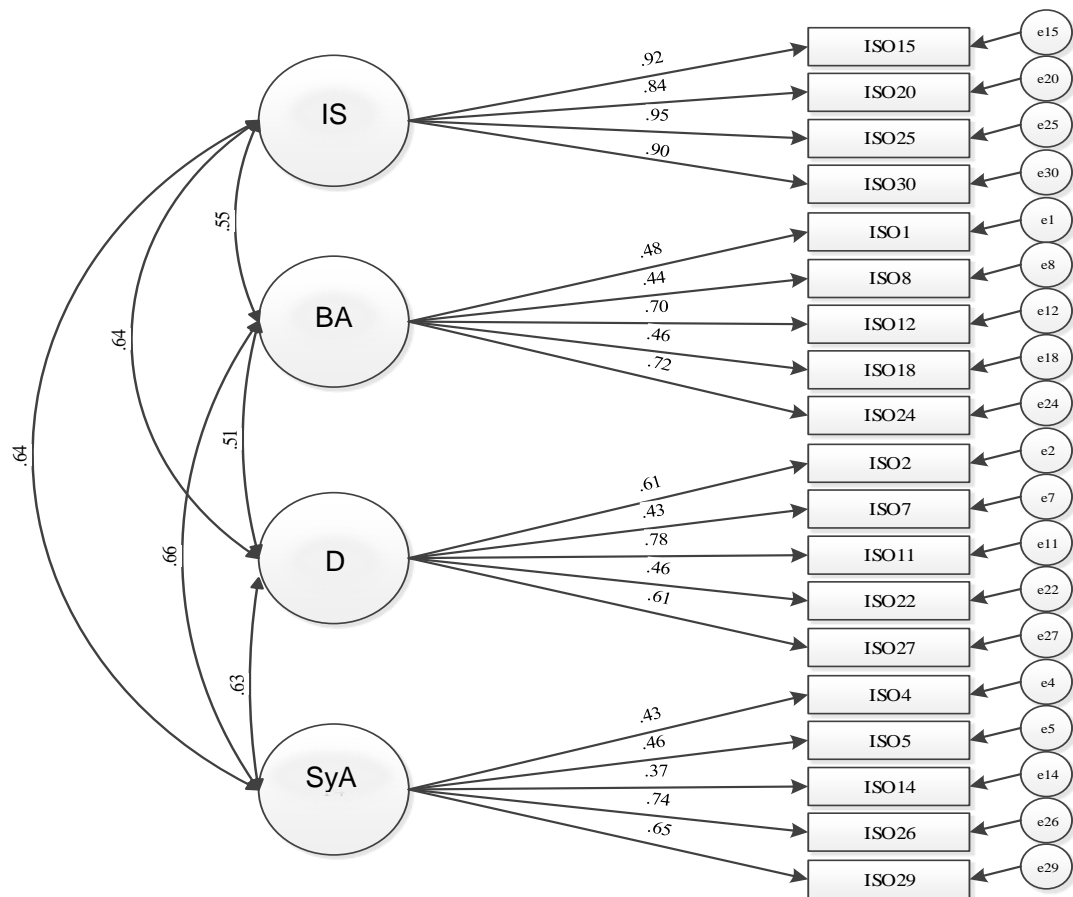 IS
BA
D
SyA
.92
.84
.95
.90
.48
.44
.70
.46
.72
.61
.43
.78
.46
.61
.43
.46
.37
.74
.65
.55
.64
.64
.51
.66
.63
ISO15
e15
ISO20
e20
ISO25
e25
ISO30
e30
ISO1
e1
ISO8
e8
ISO12
e12
ISO18
e18
ISO24
e24
ISO2
e2
ISO7
e7
ISO11
e11
ISO22
e22
ISO27
e27
ISO4
e4
ISO5
e5
ISO14
e14
ISO26
e26
ISO29
e29